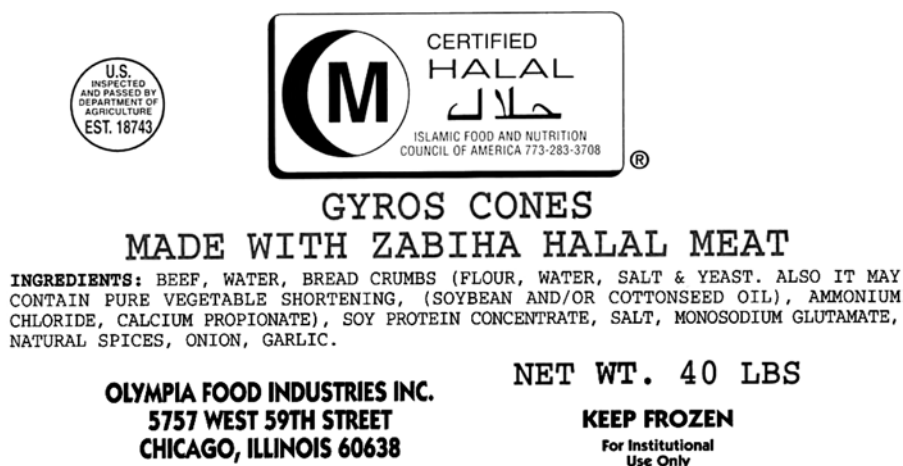 U.S.
INSPECTED
AND PASSED BY
DEPARTMENT OF
AGRICULTURE
EST. 18743
M
CERTIFIED
HALAL
حلال
ISLAMIC FOOD AND NUTRITION
COUNCIL OF AMERICA 773-283-3708
®
GYROS CONES
MADE WITH ZABIHA HALAL MEAT
INGREDIENTS: BEEF, WATER, BREAD CRUMBS (FLOUR, WATER, SALT & YEAST. ALSO IT MAY
CONTAIN PURE VEGETABLE SHORTENING, (SOYBEAN AND/OR COTTONSEED OIL), AMMONIUM
CHLORIDE, CALCIUM PROPIONATE), SOY PROTEIN CONCENTRATE, SALT, MONOSODIUM GLUTAMATE,
NATURAL SPICES, ONION, GARLIC.
OLYMPIA FOOD INDUSTRIES INC.
5757 WEST 59TH STREET
CHICAGO, ILLINOIS 60638
NET WT. 40 LBS
KEEP FROZEN
For Institutional
Use Only